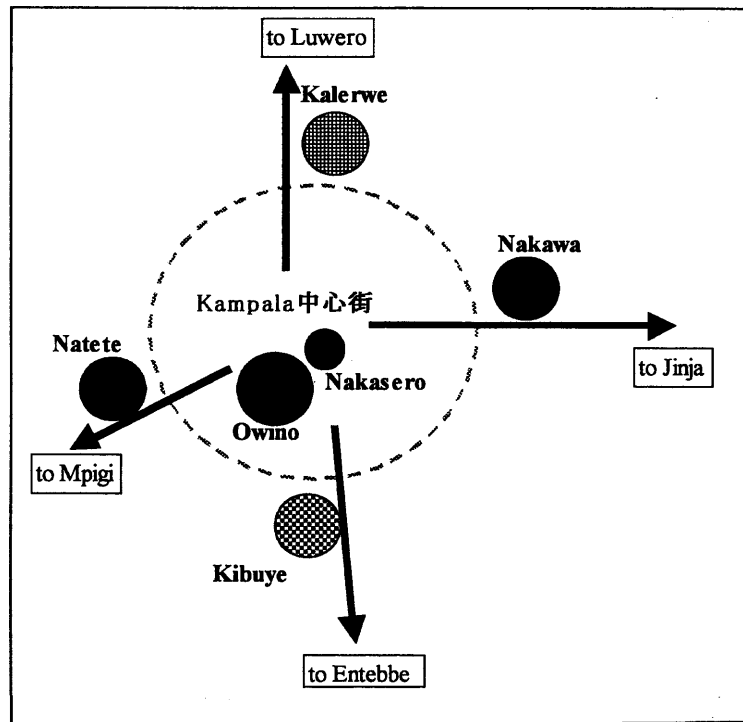 to Luwero
Kalerwe
Nakawa
Kampala中心街
Natete
to Jinja
Nakasero
Owino
to Mpigi
Kibuye
to Entebbe